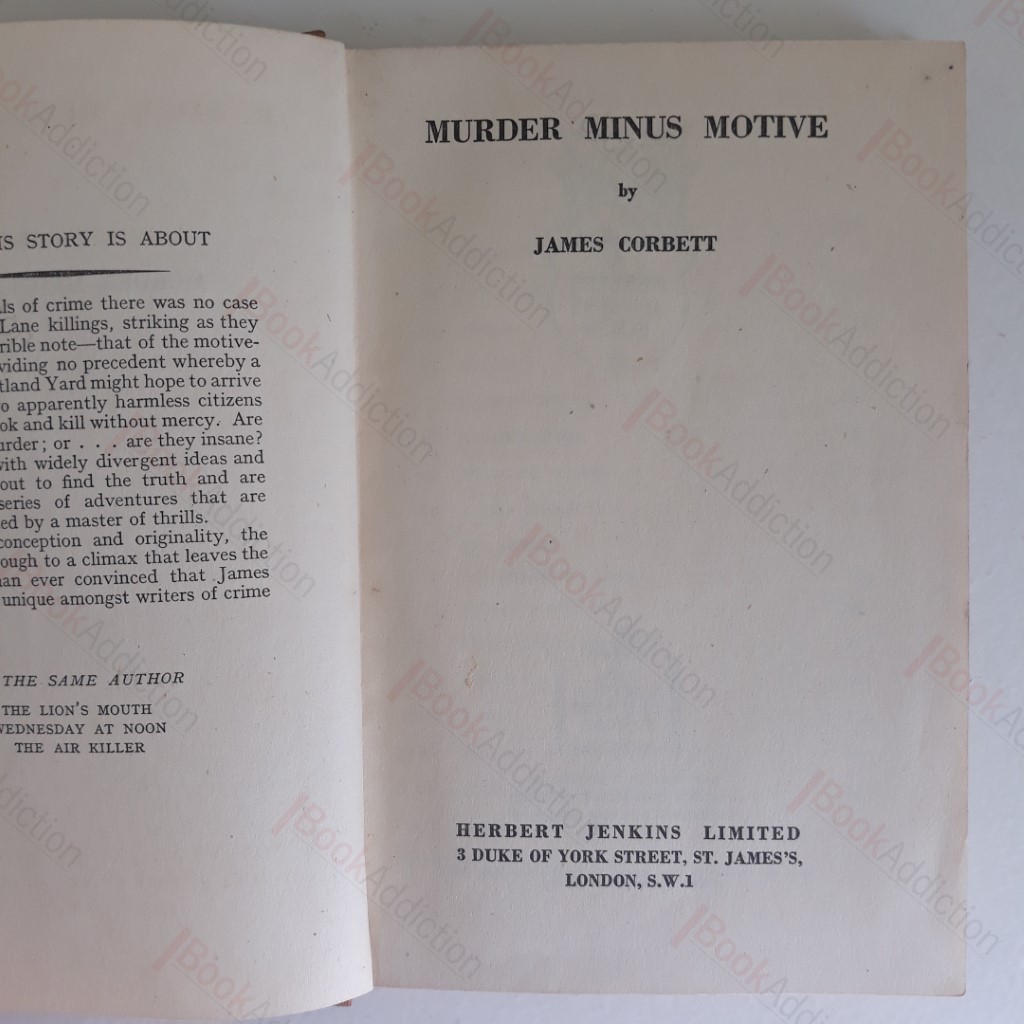 IS STORY IS ABOUT
ls of crime there was no case
Lane killings, striking as they
rible note—that of the motive-
viding no precedent whereby a
tland Yard might hope to arrive
o apparently harmless citizens
ok and kill without mercy. Are
urder; or . . . are they insane?
with widely divergent ideas and
out to find the truth and are
series of adventures that are
ed by a master of thrills.
conception and originality, the
ough to a climax that leaves the
han ever convinced that James
unique amongst writers of crime
THE SAME AUTHOR
THE LION'S MOUTH
WEDNESDAY AT NOON
THE AIR KILLER
MURDER MINUS MOTIVE
by
JAMES CORBETT
HERBERT JENKINS LIMITED
3 DUKE OF YORK STREET, ST. JAMES'S,
LONDON, S.W.1
BookAddiction